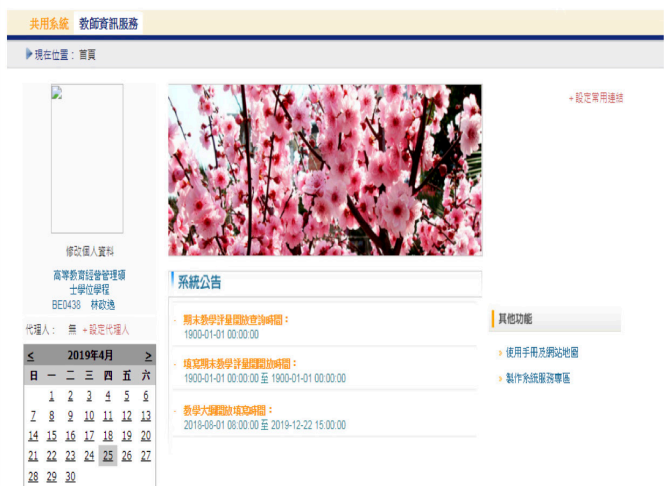 共用系統 教師資訊服務
現在位置： 首頁
+設定常用連結
修改個人資料
高等教育經營管理碩
士學位學程
BE0438 林政逸
代理人： 無 +設定代理人
< 2019年4月 >
日 一 二 三 四 五 六
1 2 3 4 5 6
7 8 9 10 11 12 13
14 15 16 17 18 19 20
21 22 23 24 25 26 27
28 29 30
系統公告
期末教學評量開放查詢時間：
1900-01-01 00:00:00
填寫期末教學評量開放時間：
1900-01-01 00:00:00 至 1900-01-01 00:00:00
教學大綱開放填寫時間：
2018-08-01 08:00:00 至 2019-12-22 15:00:00
其他功能
» 使用手冊及網站地圖
» 製作系統服務專區